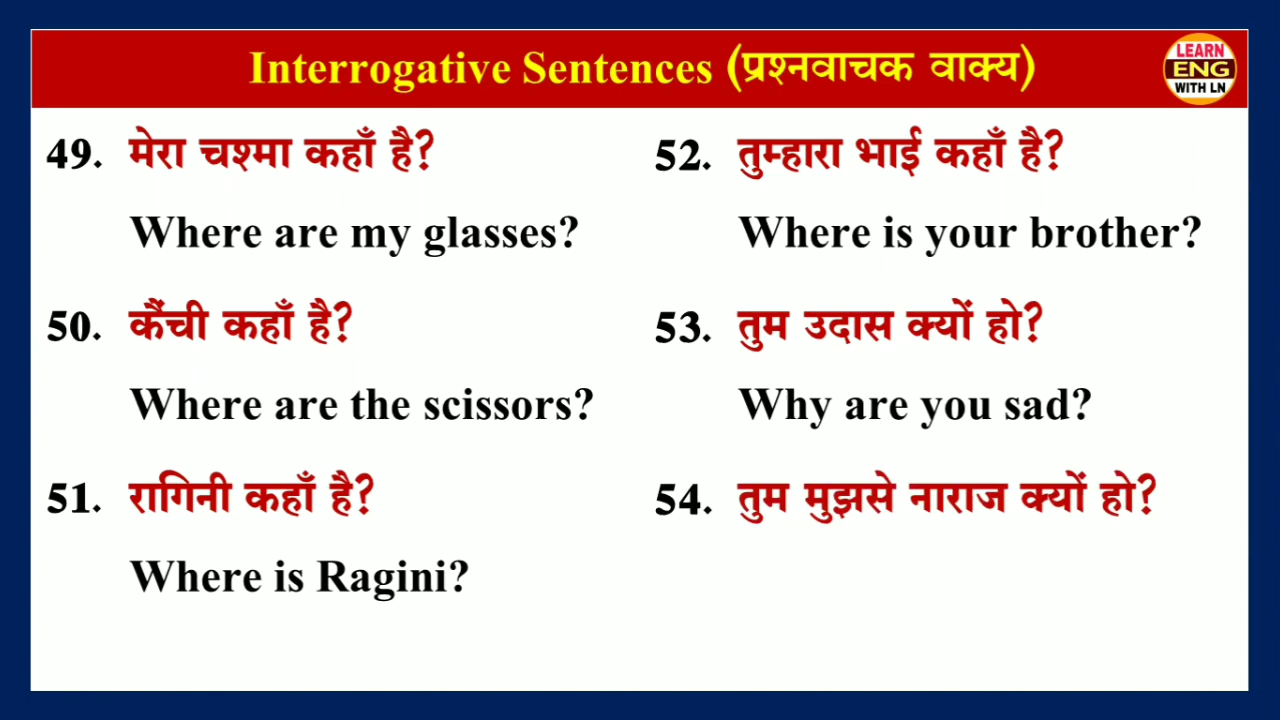 Interrogative Sentences (प्रश्नवाचक वाक्य)
LEARN
ENG
WITH LN
49. मेरा चश्मा कहाँ है?
Where are my glasses?
50. कैंची कहाँ है?
Where are the scissors?
51. रागिनी कहाँ है?
Where is Ragini?
52. तुम्हारा भाई कहाँ है?
Where is your brother?
53. तुम उदास क्यों हो?
Why are you sad?
54. तुम मुझसे नाराज क्यों हो?